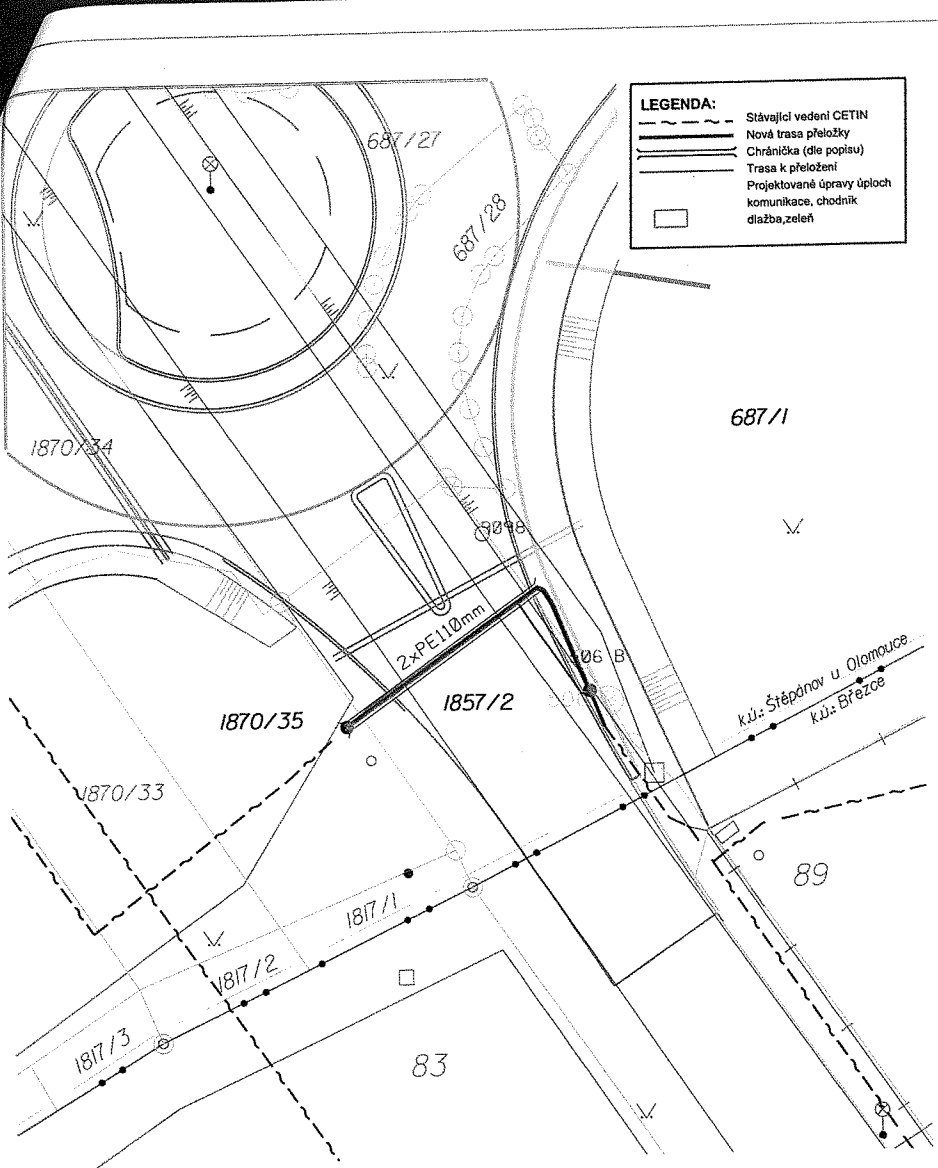 LEGENDA:
Stávající vedení CETIN
Nová trasa přeložky
Chránička (dle popisu)
Trasa k přeložení
Projektované úpravy úploch
komunikace, chodník
dlažba,zeleň
687/27
687/28
687/1
1870/34
9098
2xPE110mm
506 B
1870/35
1857/2
k.ú.: Štěpánov u Olomouce
k.ú.: Březce
1870/33
89
1817/1
1817/2
1817/3
83